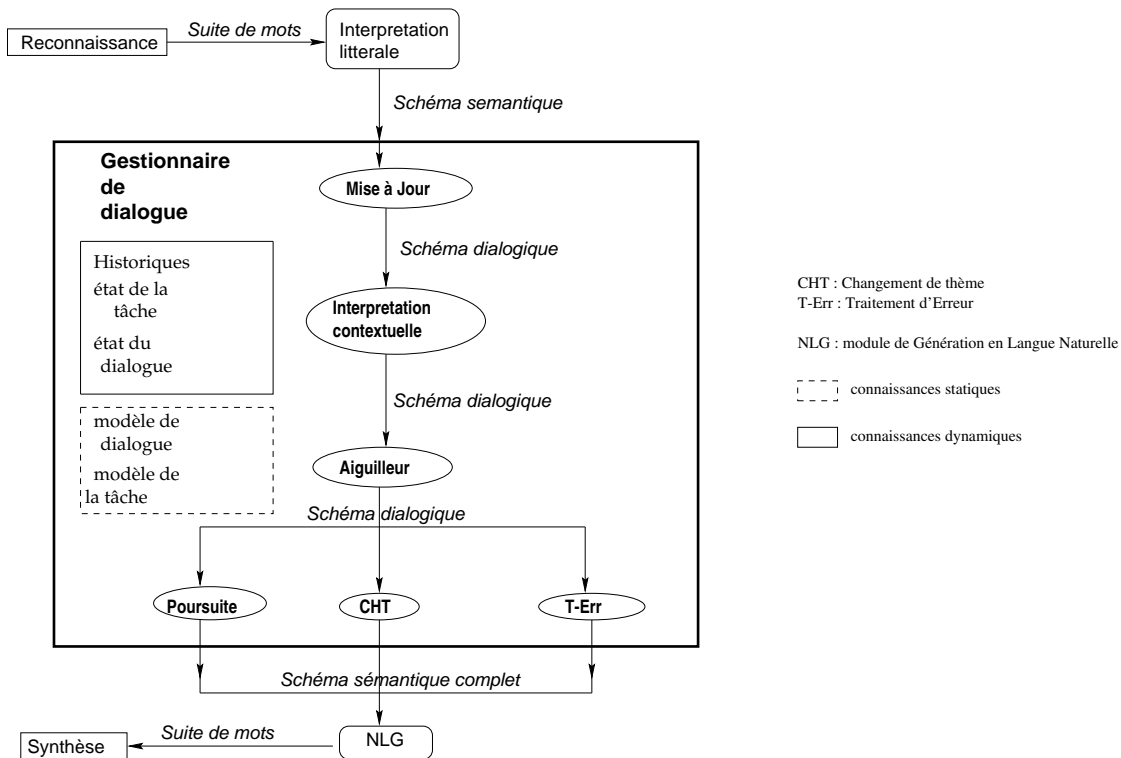 Reconnaissance
Suite de mots
Interpretation
litterale
Schéma semantique
Gestionnaire
de
dialogue
Mise à Jour
Schéma dialogique
Historiques
état de la
tâche
état du
dialogue
Interpretation
contextuelle
Schéma dialogique
modèle de
dialogue
modèle de
la tâche
Aiguilleur
Schéma dialogique
Poursuite
CHT
T-Err
Schéma sémantique complet
Suite de mots
NLG
Synthèse
CHT : Changement de thème
T-Err : Traitement d'Erreur
NLG : module de Génération en Langue Naturelle
connaissances statiques
connaissances dynamiques